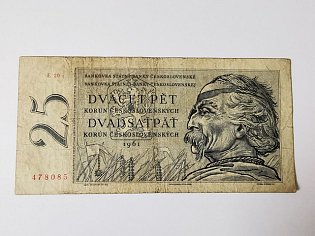 BANKOVKA STÁTNÍ BANKY ČESKOSLOVENSKÉ
BANKOVKA ŠTÁTNEJ BANKY ČESKOSLOVENSKEJ
25
DVACET PĚT
KORUN ČESKOSLOVENSKÝCH
DVADSAŤPÄŤ
KORÚN ČESKOSLOVENSKÝCH
1961
478085